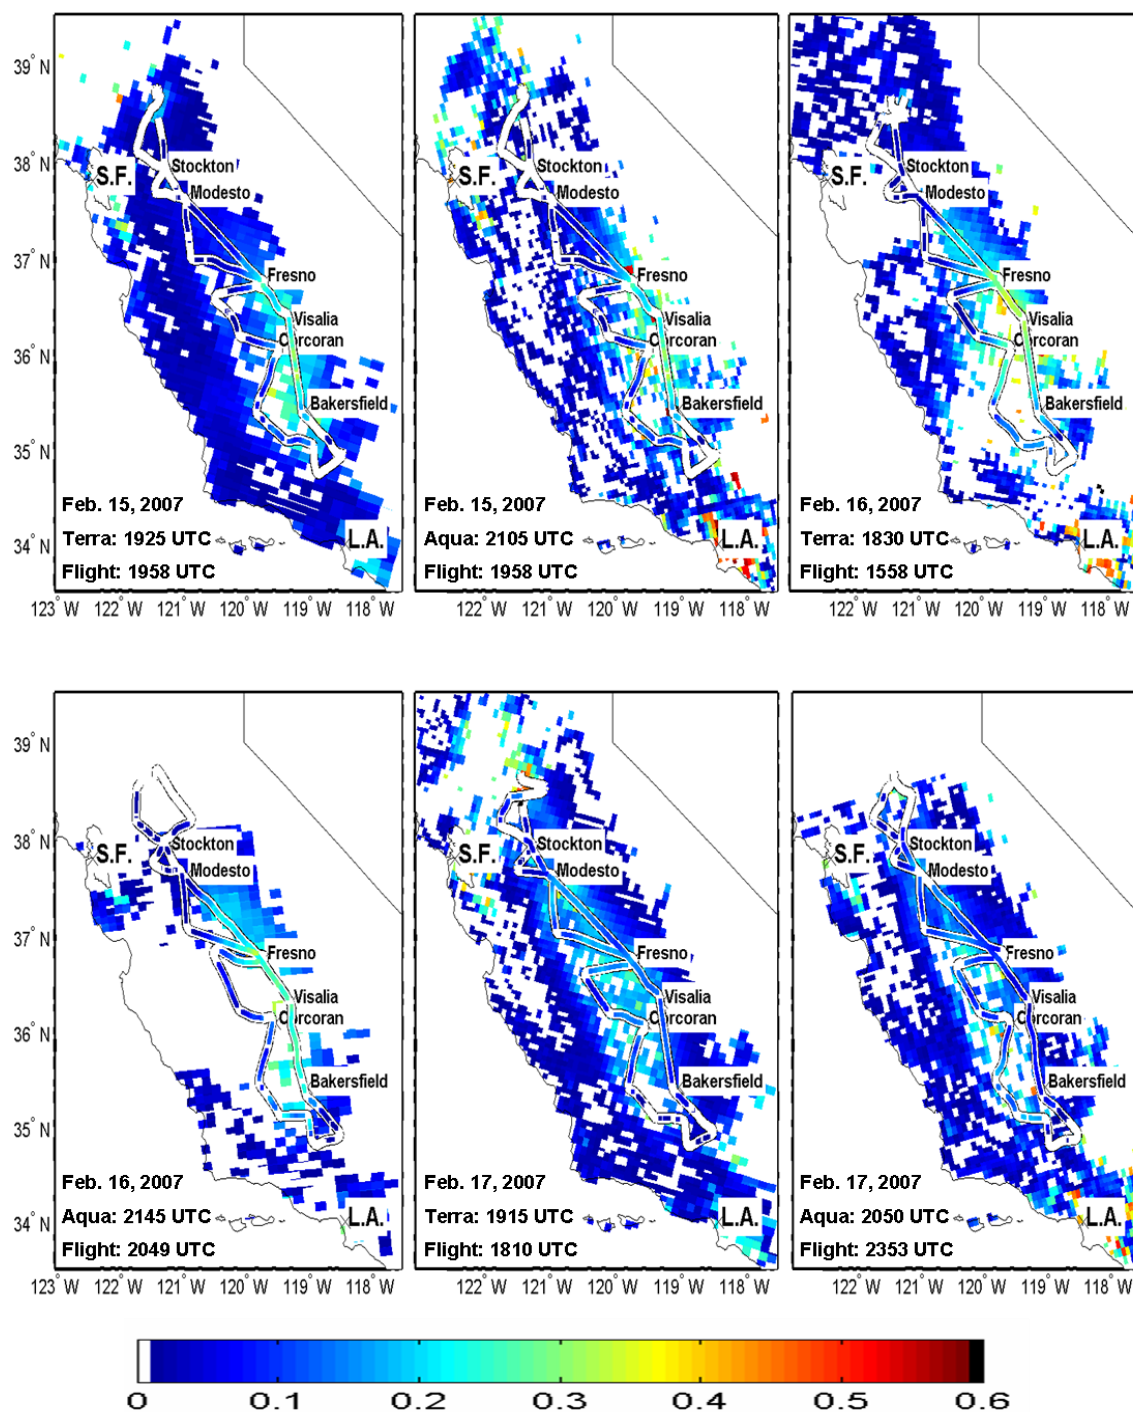 39° N
38° N
37° N
36° N
35° N
34° N
S.F.
Stockton
Modesto
Fresno
Visalia
Corcoran
Bakersfield
Feb. 15, 2007
Terra: 1925 UTC
L.A.
Flight: 1958 UTC
123° W 122° W 121° W 120° W 119° W 118° W
S.F.
Stockton
Modesto
Fresno
Visalia
Corcoran
Bakersfield
Feb. 15, 2007
Aqua: 2105 UTC
L.A.
Flight: 1958 UTC
122° W 121° W 120° W 119° W 118° W
S.F.
Stockton
Modesto
Fresno
Visalia
Corcoran
Bakersfield
Feb. 16, 2007
Terra: 1830 UTC
L.A.
Flight: 1558 UTC
122° W 121° W 120° W 119° W 118° W
39° N
38° N
37° N
36° N
35° N
34° N
S.F.
Stockton
Modesto
Fresno
Visalia
Corcoran
Bakersfield
Feb. 16, 2007
Aqua: 2145 UTC
L.A.
Flight: 2049 UTC
123° W 122° W 121° W 120° W 119° W 118° W
S.F.
Stockton
Modesto
Fresno
Visalia
Corcoran
Bakersfield
Feb. 17, 2007
Terra: 1915 UTC
L.A.
Flight: 1810 UTC
122° W 121° W 120° W 119° W 118° W
S.F.
Stockton
Modesto
Fresno
Visalia
Corcoran
Bakersfield
Feb. 17, 2007
Aqua: 2050 UTC
L.A.
Flight: 2353 UTC
122° W 121° W 120° W 119° W 118° W
0 0.1 0.2 0.3 0.4 0.5 0.6